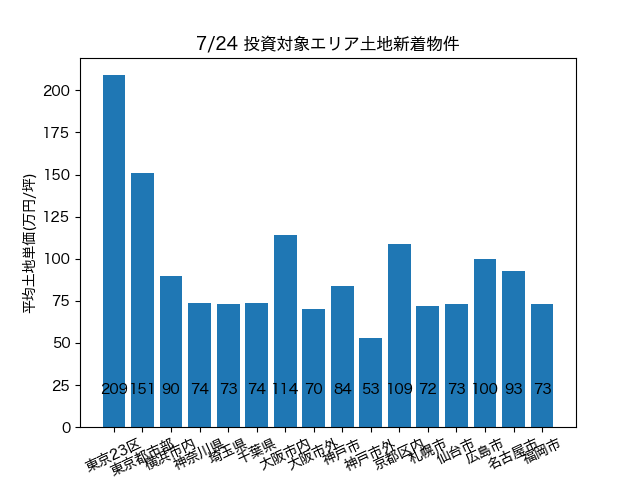 7/24 投資対象エリア土地新着物件
平均土地単価(万円/坪)
200
175
150
125
100
75
50
25
0
209 151 90 74 73 74 114 70 84 53 109 72 73 100 93 73
東京23区 東京都市部 横浜市内 神奈川県 埼玉県 千葉県 大阪市内 大阪市外 神戸市 神戸市外 京都区内 札幌市 仙台市 広島市 名古屋市 福岡市